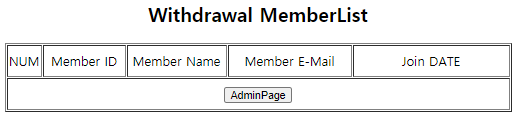 Withdrawal MemberList
NUM Member ID Member Name Member E-Mail Join DATE
AdminPage